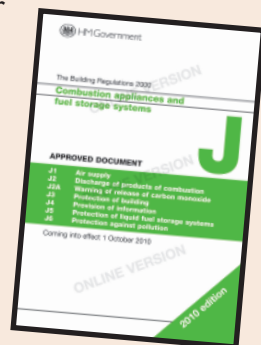 HM Government
ONLINE VERSION
The Building Regulations 2000
Combustion appliances and
fuel storage systems
J
ONLINE VERSION
APPROVED DOCUMENT
J1 Air supply
J2 Discharge of products of combustion
J2A Warning of release of carbon monoxide
J3 Protection of building
J4 Provision of information
J5 Protection of liquid fuel storage systems
J6 Protection against pollution
Coming into effect 1 October 2010
ONLINE VERSION
2010 edition